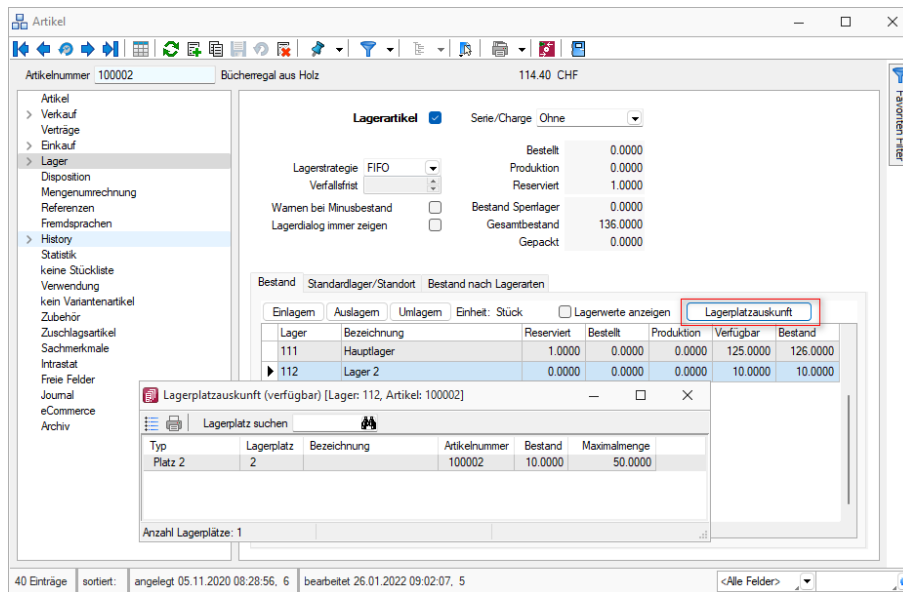 Artikel
Artikelnummer 100002 Bücherregal aus Holz 114.40 CHF
Favoriten Filter
Artikel
Verkauf
Verträge
Einkauf
Lager
Disposition
Mengenumrechnung
Referenzen
Fremdsprachen
History
Statistik
keine Stückliste
Verwendung
kein Variantenartikel
Zubehör
Zuschlagsartikel
Sachmerkmale
Intrastat
Freie Felder
Journal
eCommerce
Archiv
Lagerartikel Serie/Charge Ohne
Bestellt 0.0000
Lagerstrategie FIFO Produktion 0.0000
Verfallsfrist Reserviert 1.0000
Warnen bei Minusbestand Bestand Sperrlager 0.0000
Lagerdialog immer zeigen Gesamtbestand 136.0000
Gepackt 0.0000
Bestand Standardlager/Standort Bestand nach Lagerarten
Einlagern Auslagern Umlagern Einheit: Stück Lagerwerte anzeigen Lagerplatzauskunft
Lager Bezeichnung Reserviert Bestellt Produktion Verfügbar Bestand
111 Hauptlager 1.0000 0.0000 0.0000 125.0000 126.0000
112 Lager 2 0.0000 0.0000 0.0000 10.0000 10.0000
Lagerplatzauskunft (verfügbar) [Lager: 112, Artikel: 100002]
Lagerplatz suchen
Typ Lagerplatz Bezeichnung Artikelnummer Bestand Maximalmenge
Platz 2 2 100002 10.0000 50.0000
Anzahl Lagerplätze: 1
40 Einträge sortiert: angelegt 05.11.2020 08:28:56, 6 bearbeitet 26.01.2022 09:02:07, 5 <Alle Felder>